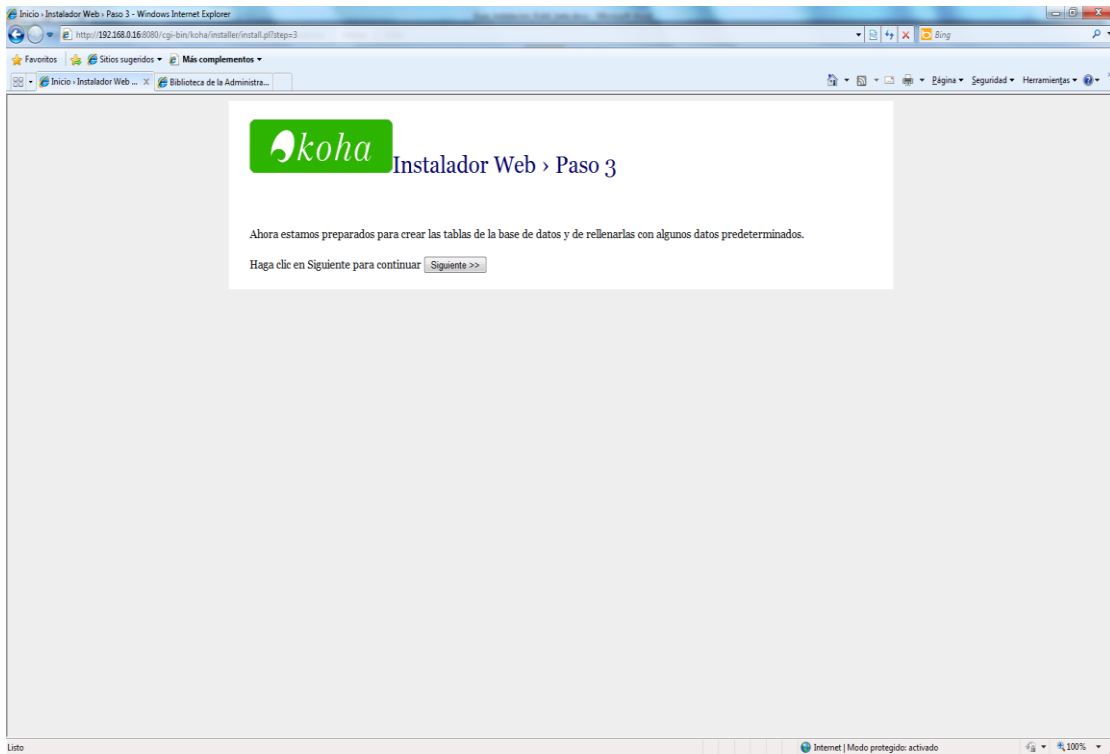 Inicio › Instalador Web › Paso 3 - Windows Internet Explorer
http://192.168.0.16:8080/cgi-bin/koha/installer/install.pl?step=3
Bing
Favoritos
Sitios sugeridos
Más complementos
Inicio › Instalador Web ... X
Biblioteca de la Administra...
Página
Seguridad
Herramientas
koha
Instalador Web › Paso 3
Ahora estamos preparados para crear las tablas de la base de datos y de rellenarlas con algunos datos predeterminados.
Haga clic en Siguiente para continuar Siguiente >>
Listo
Internet | Modo protegido: activado
100%